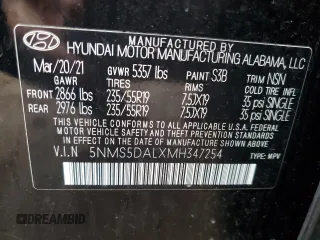 MANUFACTURED BY
HYUNDAI MOTOR MANUFACTURING ALABAMA, LLC
Mar/20/21 GVWR 5357 lbs PAINT S3B TRIM NSN
GAWR TIRES RIMS COLD TIRE INFLATION
FRONT 2866 lbs 235/55R19 7.5JX19 35 psi SINGLE
REAR 2976 lbs 235/55R19 7.5JX19 35 psi SINGLE
THIS VEHICLE CONFORMS TO ALL APPLICABLE U.S. FEDERAL MOTOR
VEHICLE SAFETY, BUMPER, AND THEFT PREVENTION STANDARDS IN
EFFECT ON THE DATE OF MANUFACTURE SHOWN ABOVE.
V.I.N 5NMS5DALXMH347254 TYPE: MPV
© AMERIBID